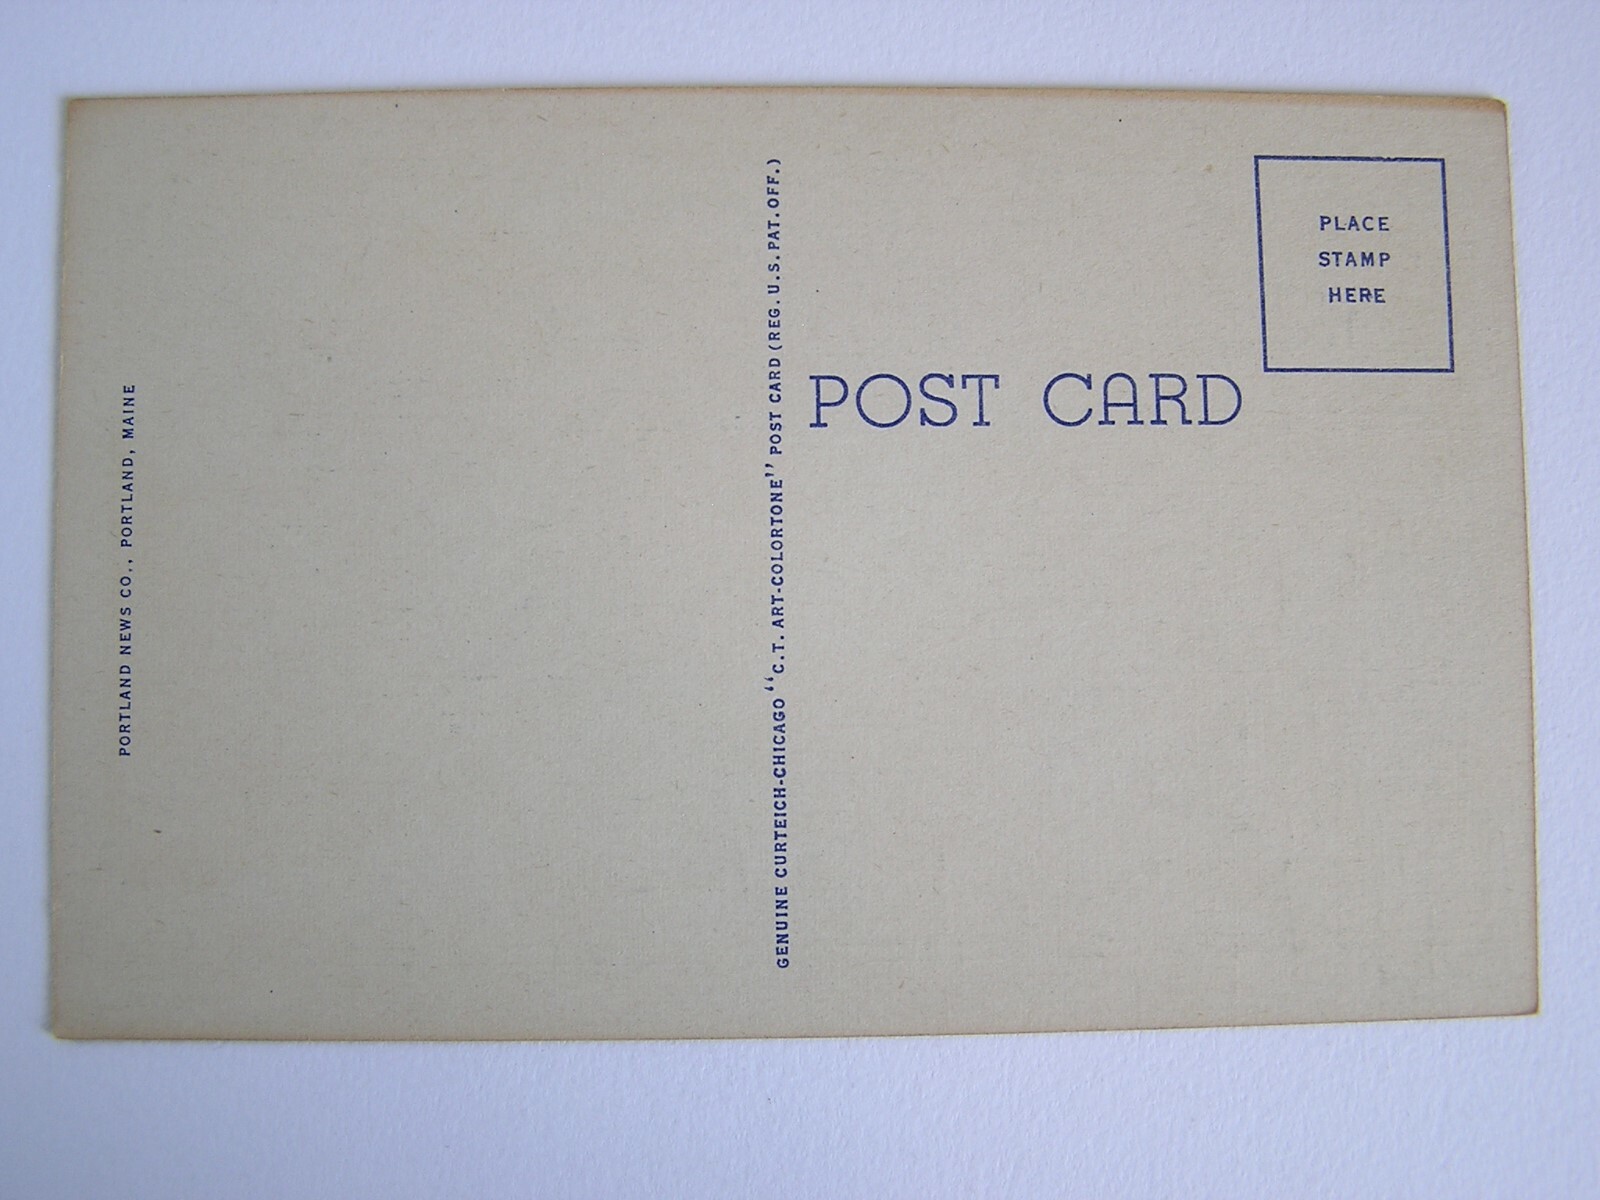 PORTLAND NEWS CO., PORTLAND, MAINE
GENUINE CURTEICH-CHICAGO "C.T. ART-COLORTONE" POST CARD (REG. U.S. PAT. OFF.)
POST CARD
PLACE
STAMP
HERE